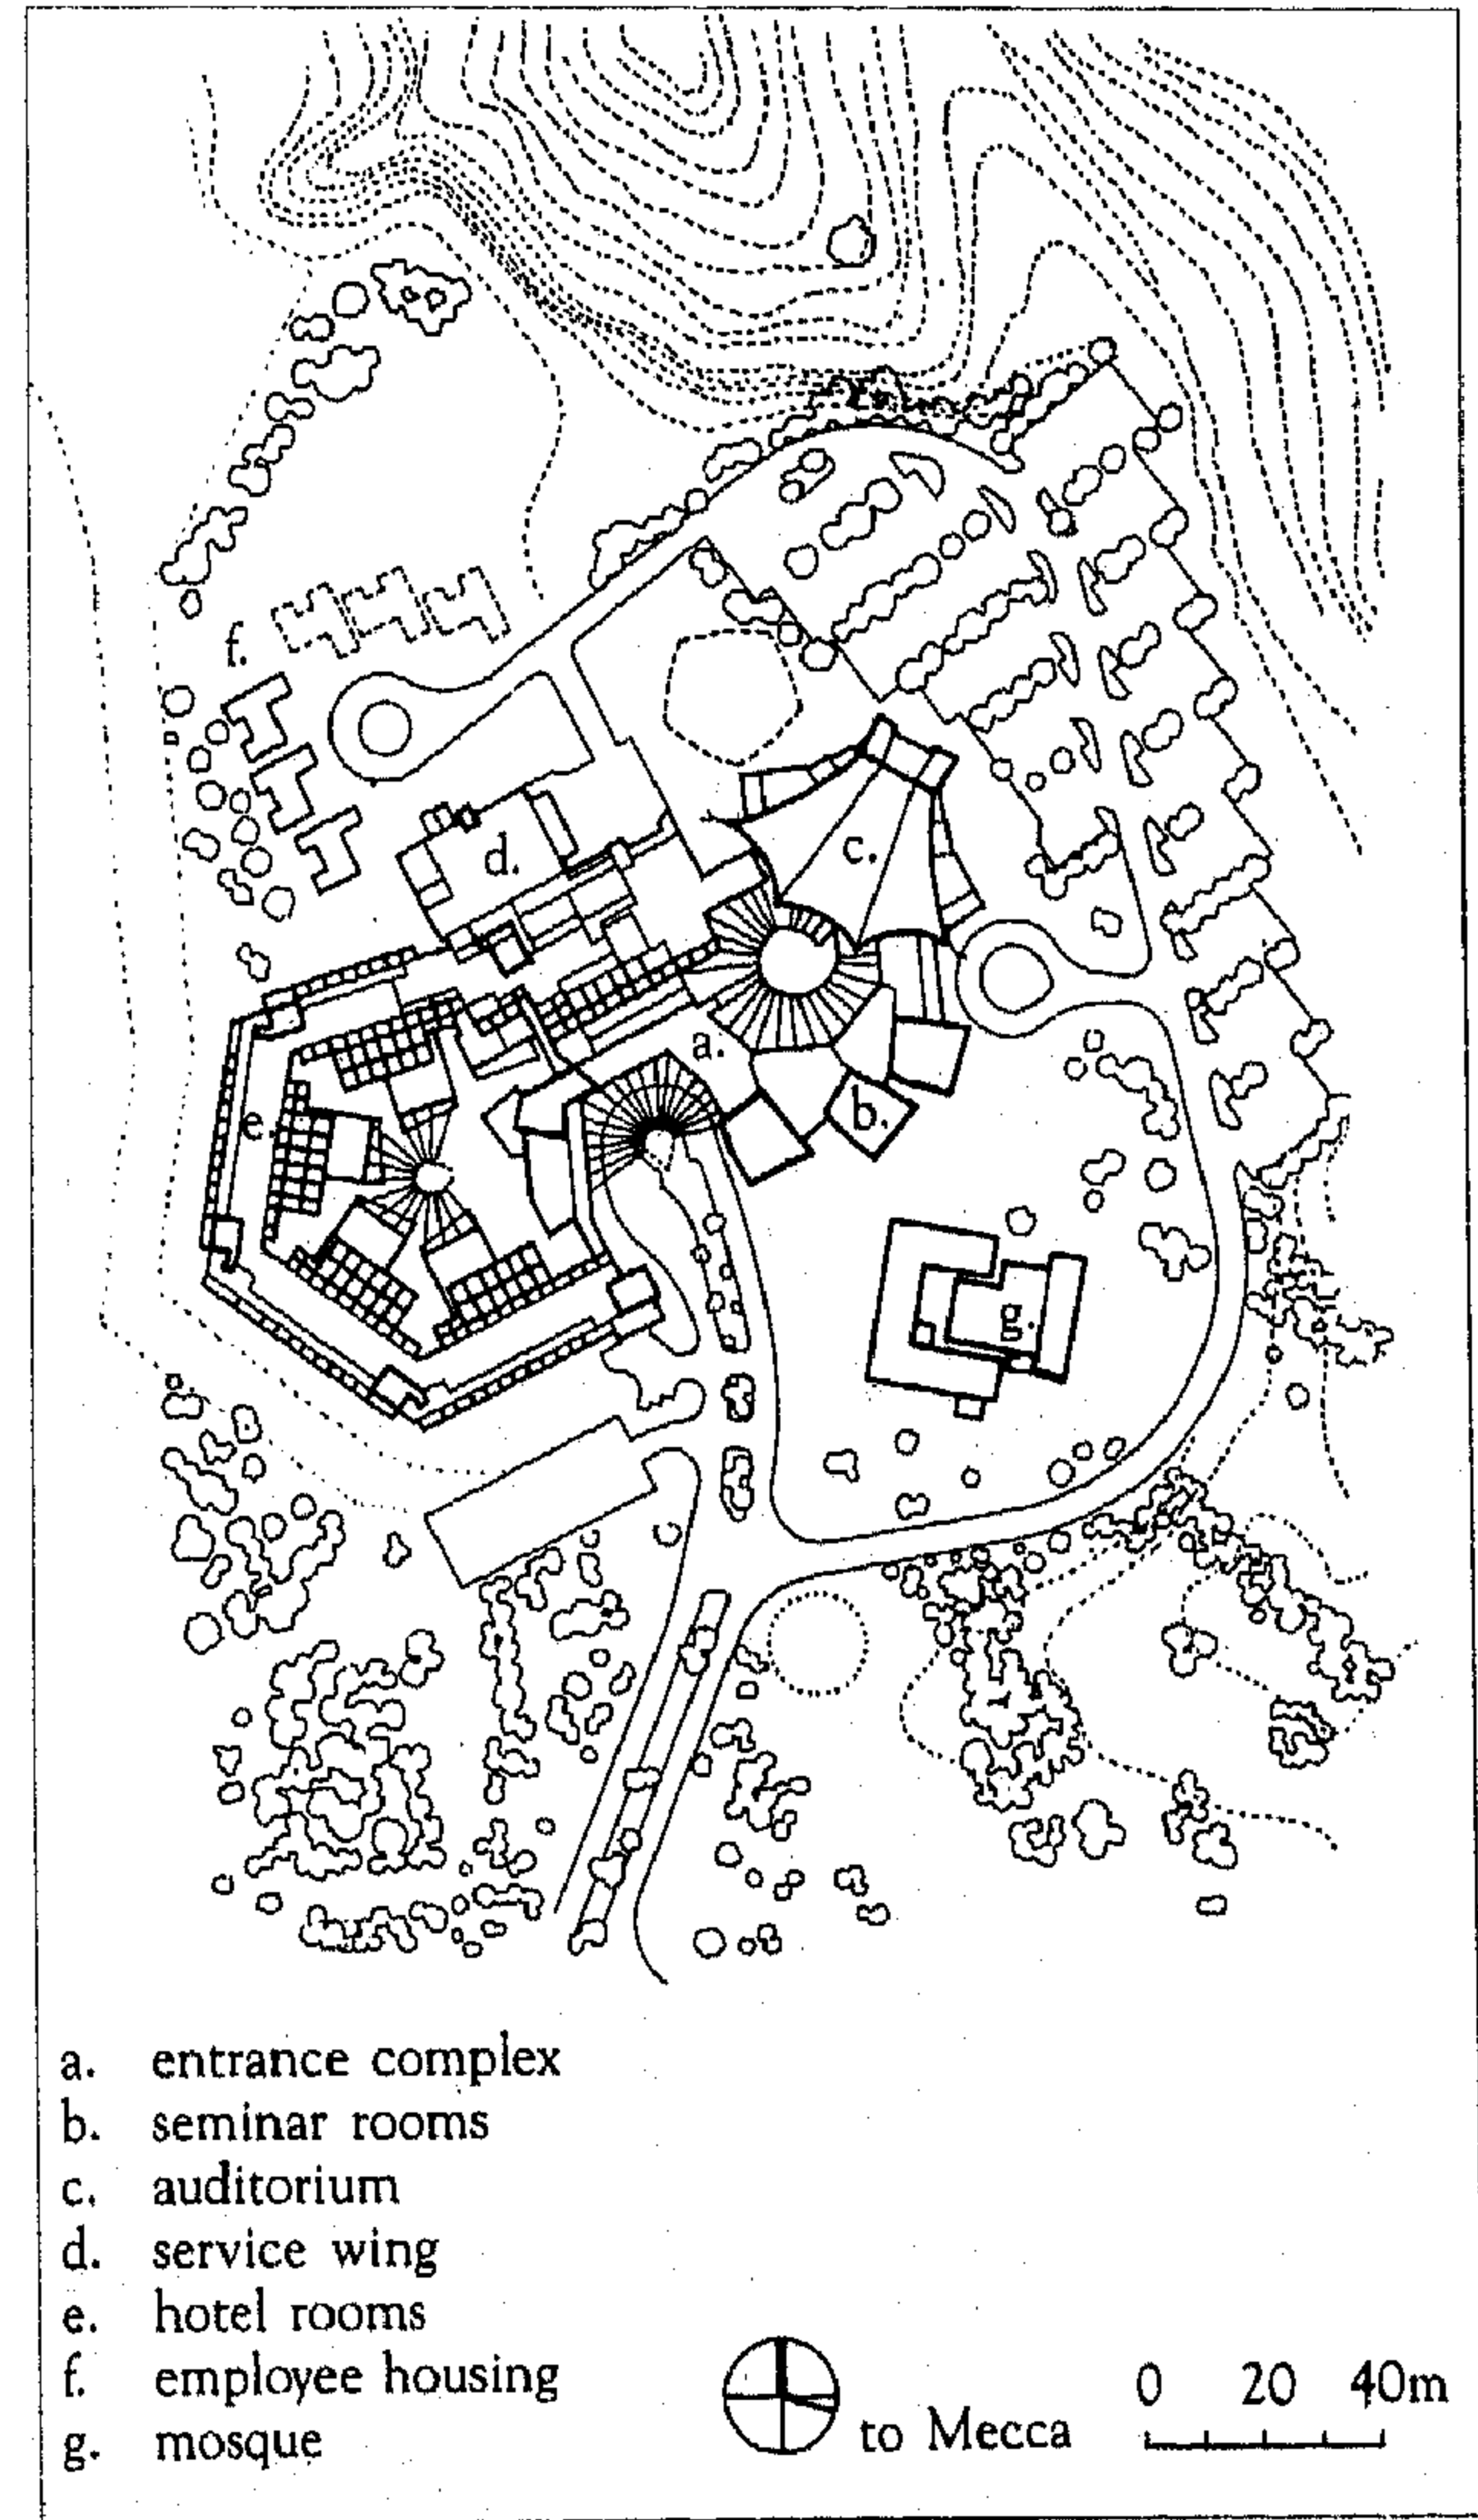 f.
d.
c.
a.
e.
b.
g.
a. entrance complex
b. seminar rooms
c. auditorium
d. service wing
e. hotel rooms
f. employee housing
g. mosque
to Mecca
0 20 40m